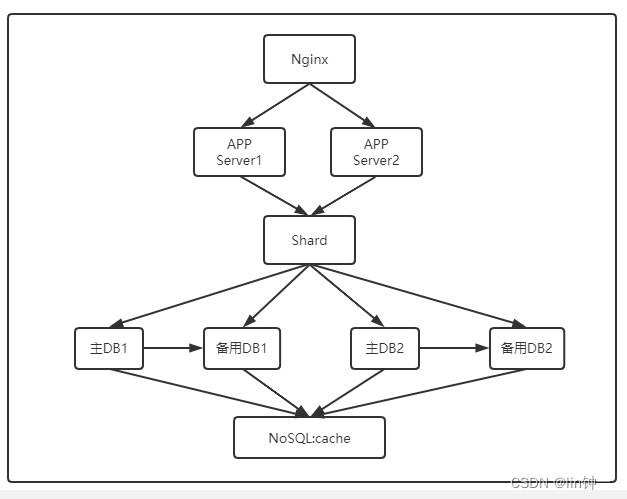 Nginx
APP
Server1
APP
Server2
Shard
主DB1
备用DB1
主DB2
备用DB2
NoSQL:cache
CSDN @lin钟